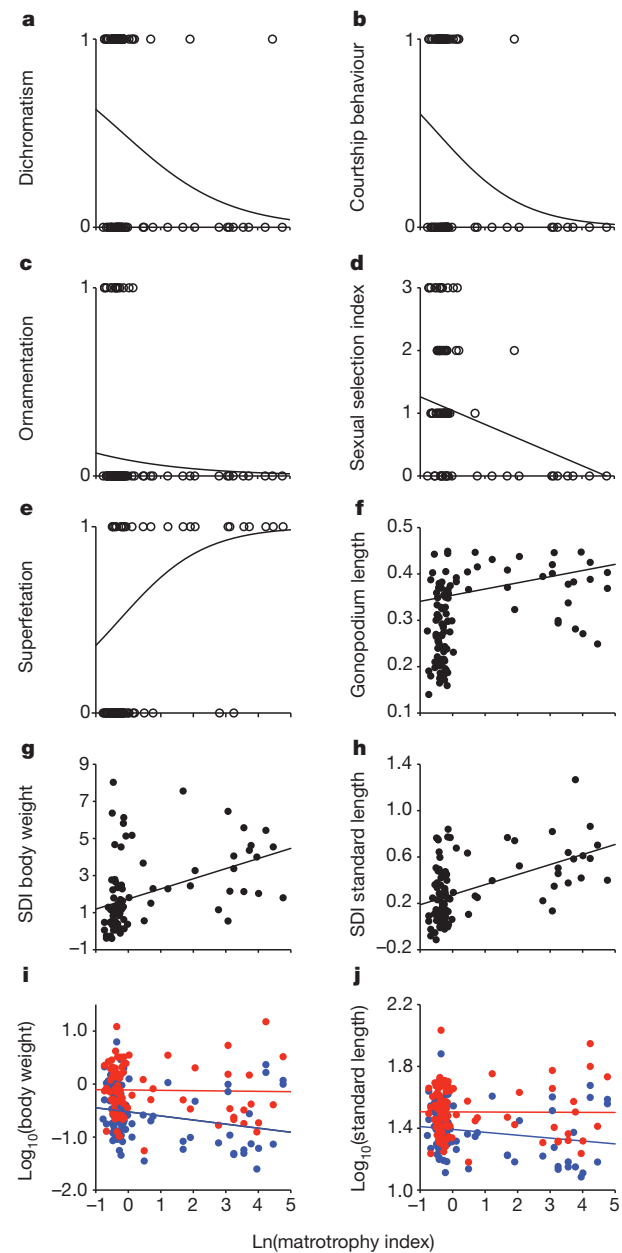 a
b
1
0
Dichromatism
1
0
Courtship behaviour
c
d
1
0
Ornamentation
3
2
1
0
Sexual selection index
e
f
1
0
Superfetation
0.5
0.4
0.3
0.2
0.1
Gonopodium length
g
h
9
7
5
3
1
−1
SDI body weight
1.4
1.0
0.6
0.2
−0.2
SDI standard length
i
j
1.0
0
−1.0
−2.0
Log10(body weight)
2.2
1.8
1.4
1.0
Log10(standard length)
−1 0 1 2 3 4 5
−1 0 1 2 3 4 5
Ln(matrotrophy index)